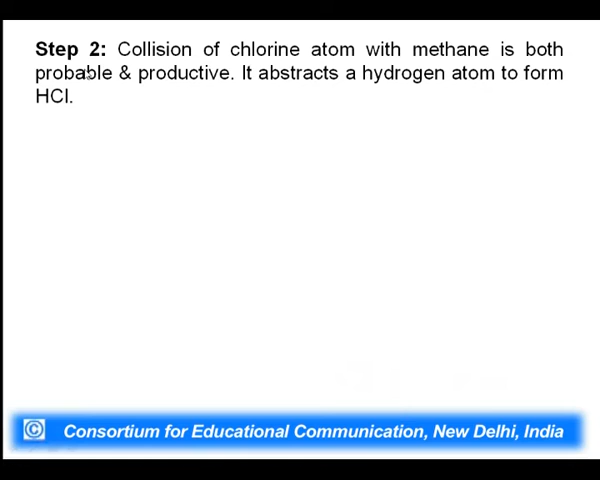 Step 2: Collision of chlorine atom with methane is both
probable & productive. It abstracts a hydrogen atom to form
HCl.
© Consortium for Educational Communication, New Delhi, India